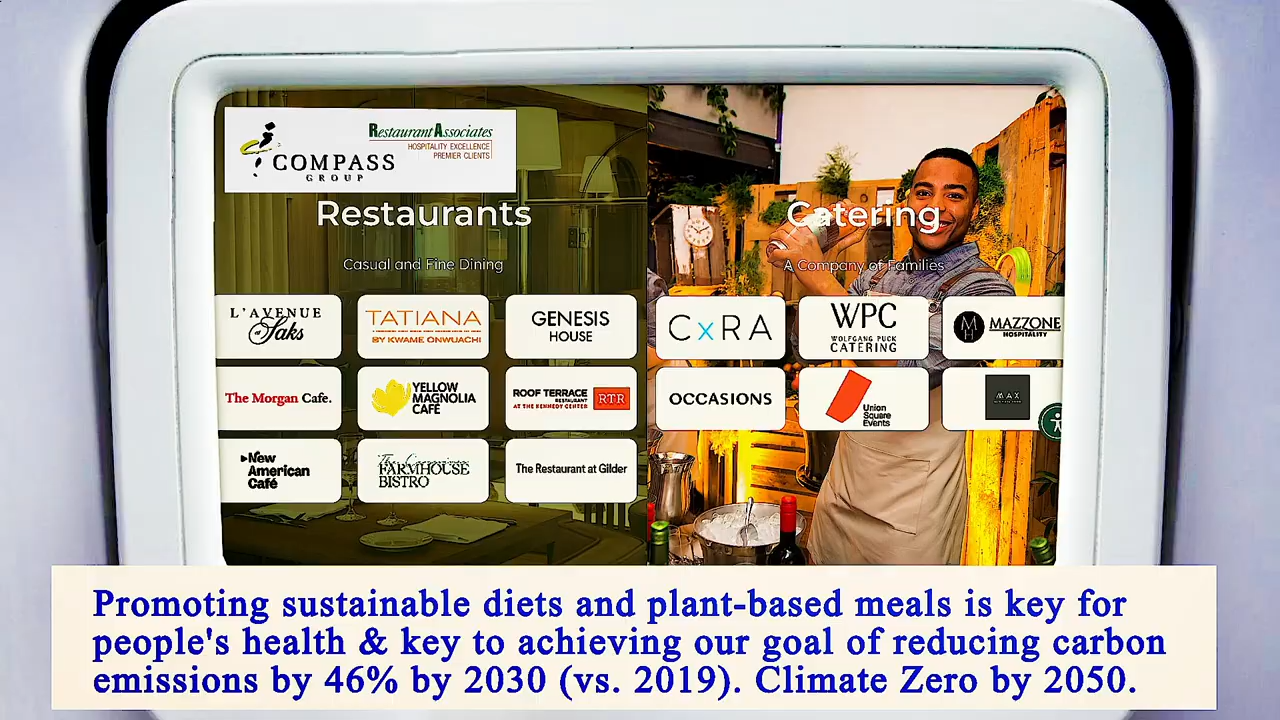 COMPASS
GROUP
Restaurant Associates
HOSPITALITY EXCELLENCE
PREMIER CLIENTS
Restaurants
Casual and Fine Dining
L'AVENUE
at Saks
TATIANA
BY KWAME ONWUACHI
GENESIS
HOUSE
The Morgan Cafe.
YELLOW
MAGNOLIA
CAFÉ
ROOF TERRACE
RESTAURANT
AT THE KENNEDY CENTER
RTR
New
American
Café
FARMHOUSE
BISTRO
The Restaurant at Gilder
Catering
A Company of Families
CxRA
WPC
WOLFGANG PUCK
CATERING
MH
MAZZONE
HOSPITALITY
OCCASIONS
Union
Square
Events
MAX
Promoting sustainable diets and plant-based meals is key for
people's health & key to achieving our goal of reducing carbon
emissions by 46% by 2030 (vs. 2019). Climate Zero by 2050.